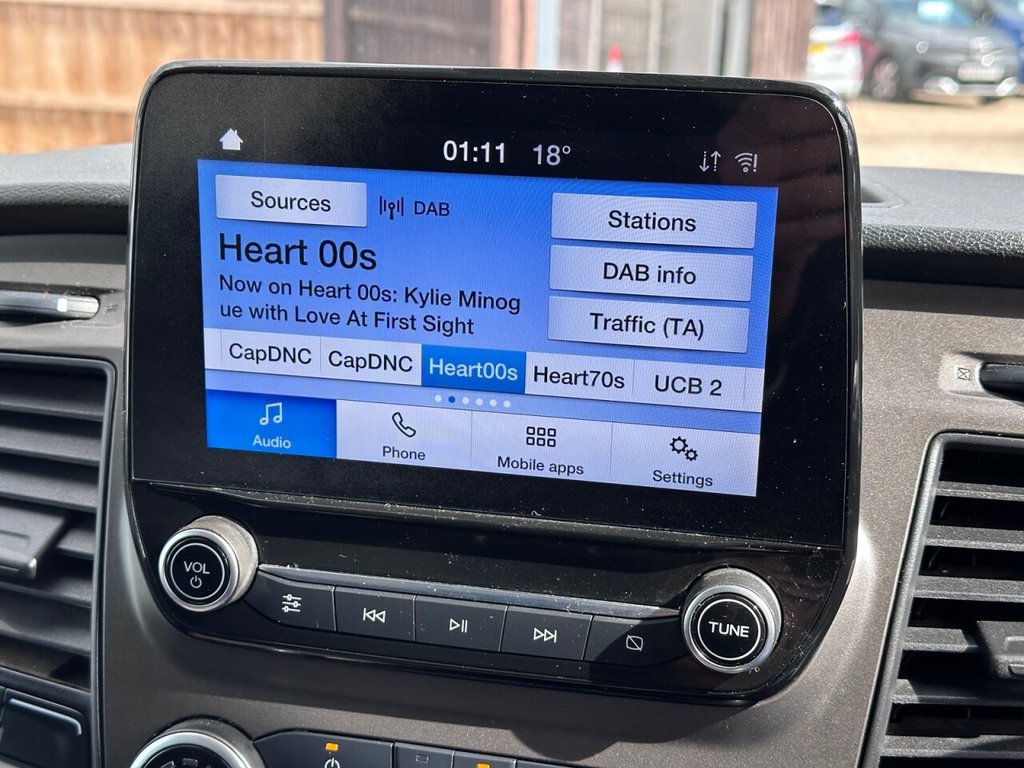 01:11 18°
Sources DAB
Stations
Heart 00s
DAB info
Now on Heart 00s: Kylie Minog
ue with Love At First Sight
Traffic (TA)
CapDNC CapDNC Heart00s Heart70s UCB 2
Audio Phone Mobile apps Settings
VOL
TUNE